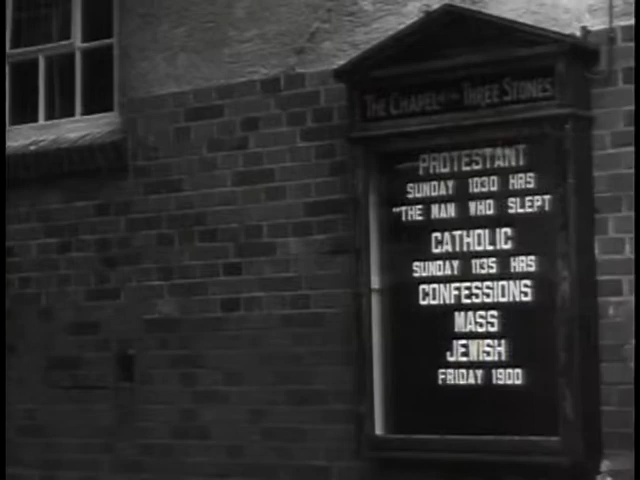 THE CHAPEL OF THE THREE STONES
PROTESTANT
SUNDAY 1030 HRS
"THE MAN WHO SLEPT
CATHOLIC
SUNDAY 1135 HRS
CONFESSIONS
MASS
JEWISH
FRIDAY 1900